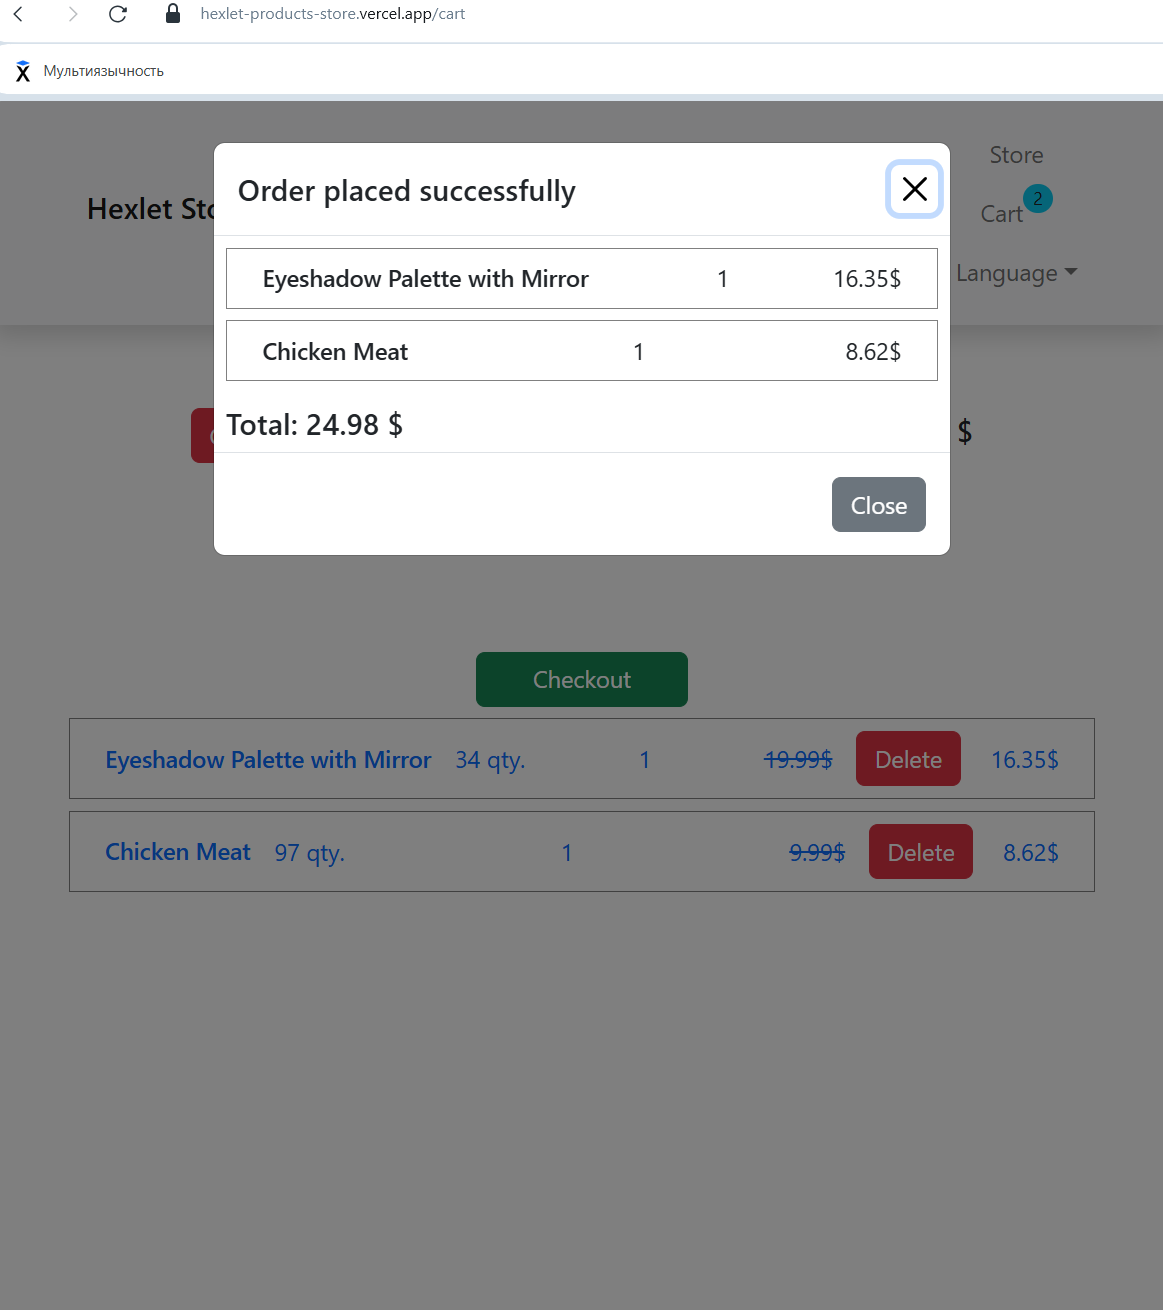 hexlet-products-store.vercel.app/cart
Мультиязычность
Order placed successfully
Store
Hexlet
Cart 2
Language
Eyeshadow Palette with Mirror 1 16.35$
Chicken Meat 1 8.62$
Total: 24.98 $
$
Close
Checkout
Eyeshadow Palette with Mirror 34 qty. 1 19.99$ Delete 16.35$
Chicken Meat 97 qty. 1 9.99$ Delete 8.62$